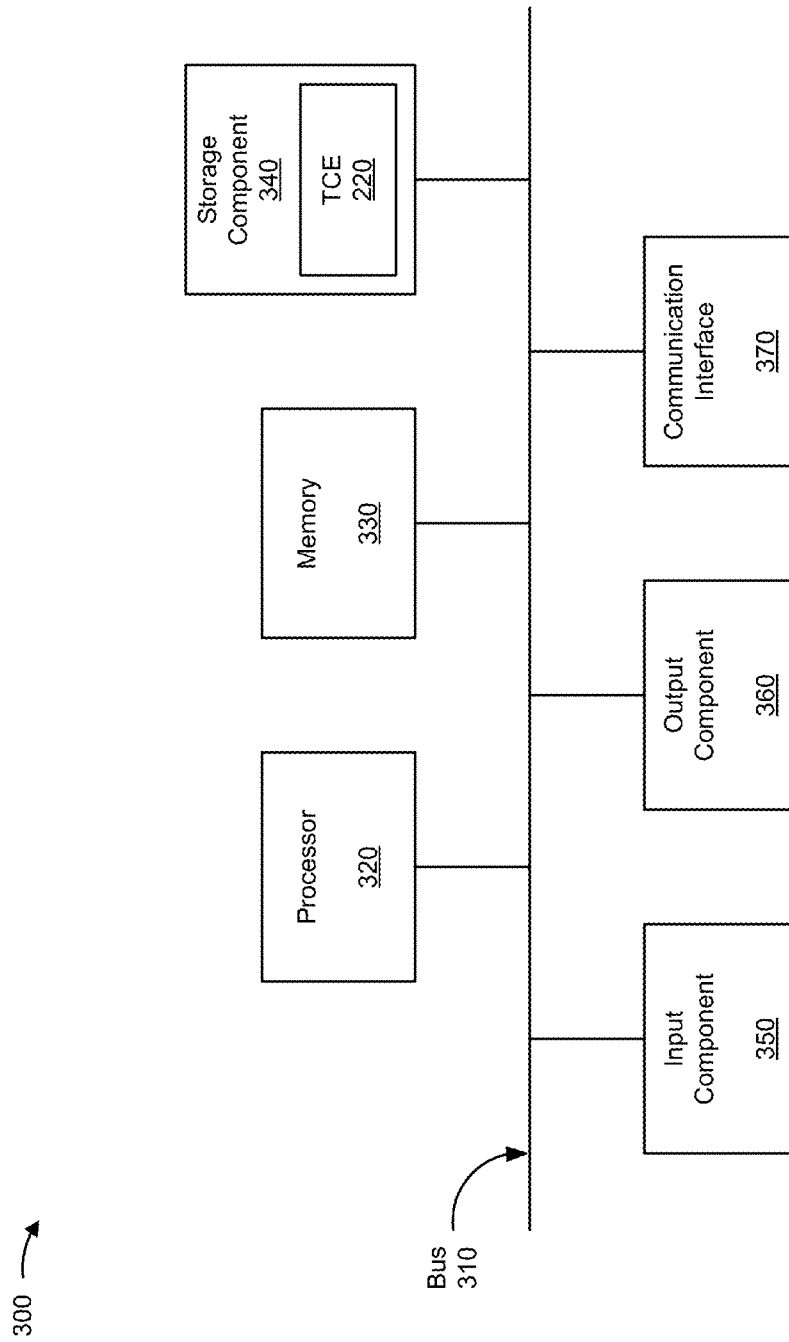 300
Bus
310
Processor
320
Memory
330
Storage
Component
340
TCE
220
Input
Component
350
Output
Component
360
Communication
Interface
370